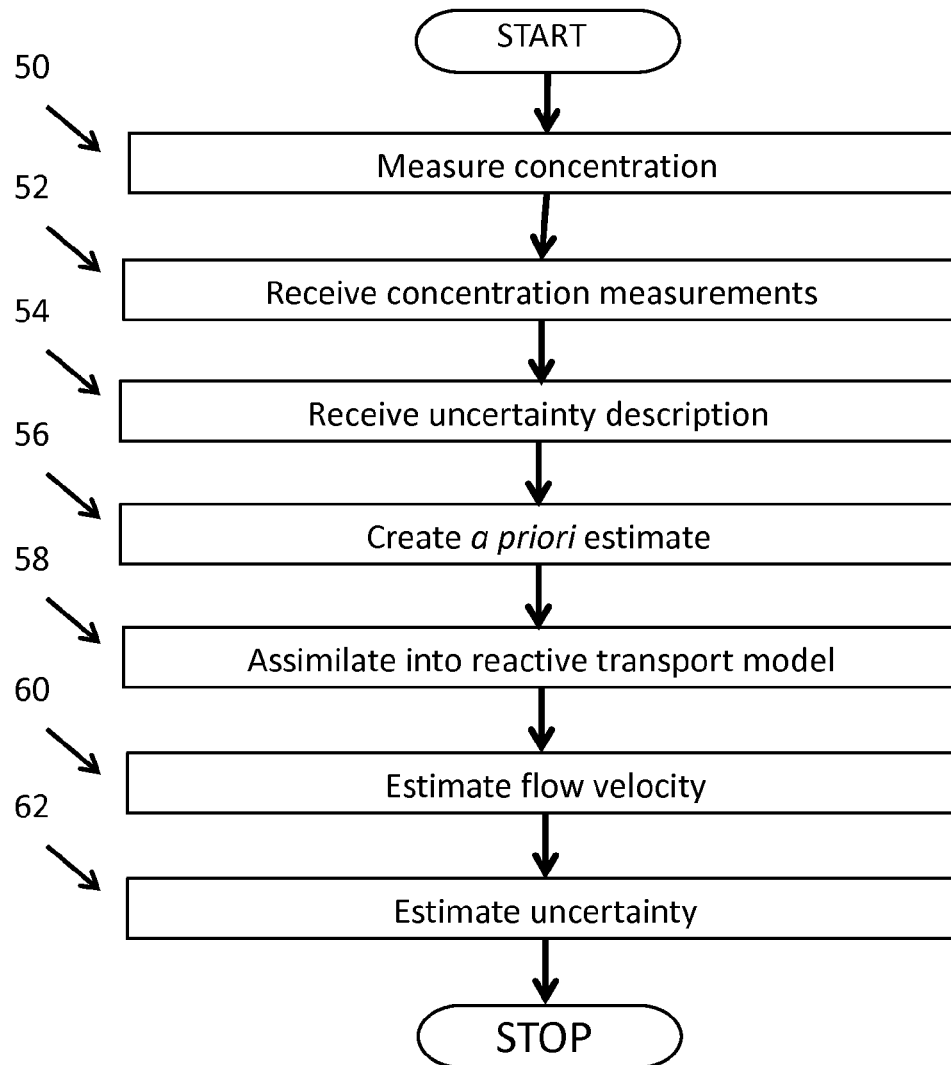 START
50
Measure concentration
52
Receive concentration measurements
54
Receive uncertainty description
56
Create a priori estimate
58
Assimilate into reactive transport model
60
Estimate flow velocity
62
Estimate uncertainty
STOP